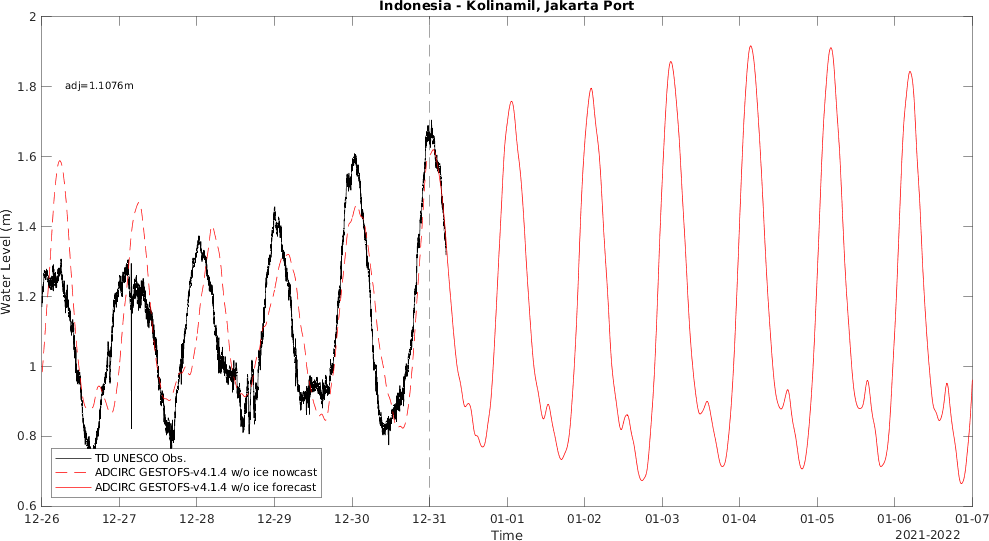 Indonesia - Kolinamil, Jakarta Port
adj=1.1076m
Water Level (m)
2
1.8
1.6
1.4
1.2
1
0.8
0.6
TD UNESCO Obs.
ADCIRC GESTOFS-v4.1.4 w/o ice nowcast
ADCIRC GESTOFS-v4.1.4 w/o ice forecast
12-26 12-27 12-28 12-29 12-30 12-31 01-01 01-02 01-03 01-04 01-05 01-06 01-07
Time
2021-2022